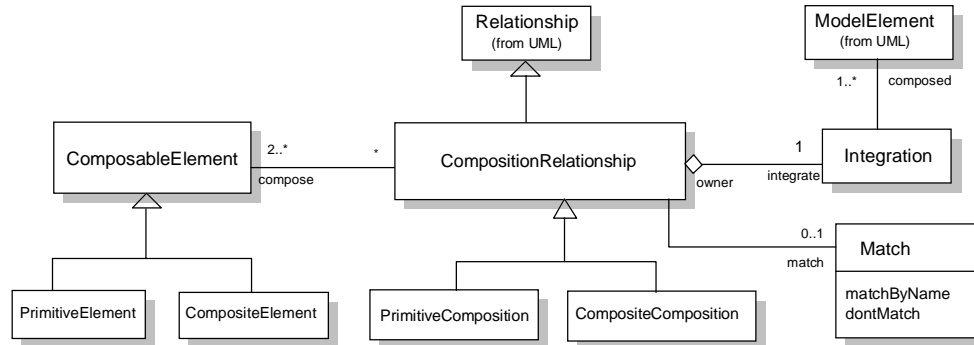 Relationship
(from UML)
ModelElement
(from UML)
1..*
composed
ComposableElement
2..*
*
compose
CompositionRelationship
owner
1
integrate
Integration
0..1
match
Match
matchByName
dontMatch
PrimitiveElement
CompositeElement
PrimitiveComposition
CompositeComposition